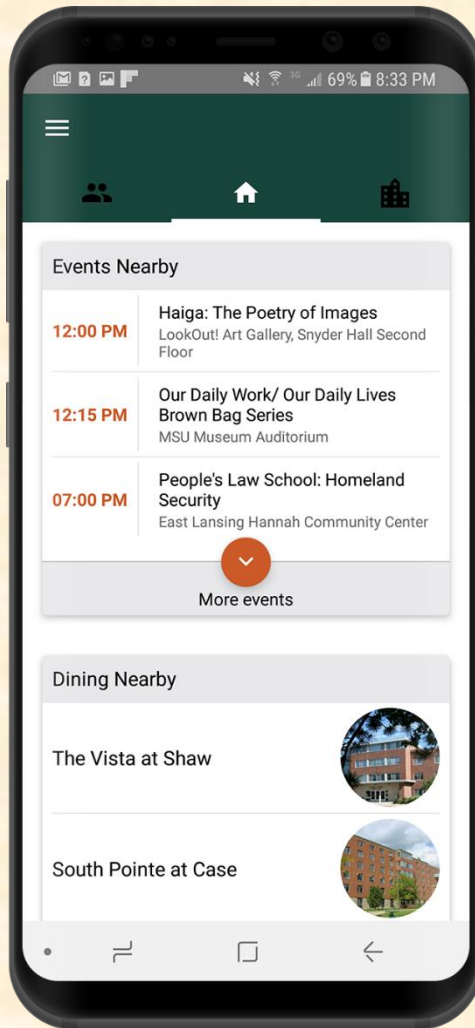 3G 69% 8:33 PM
Events Nearby
12:00 PM
Haiga: The Poetry of Images
LookOut! Art Gallery, Snyder Hall Second
Floor
12:15 PM
Our Daily Work/ Our Daily Lives
Brown Bag Series
MSU Museum Auditorium
07:00 PM
People's Law School: Homeland
Security
East Lansing Hannah Community Center
More events
Dining Nearby
The Vista at Shaw
South Pointe at Case